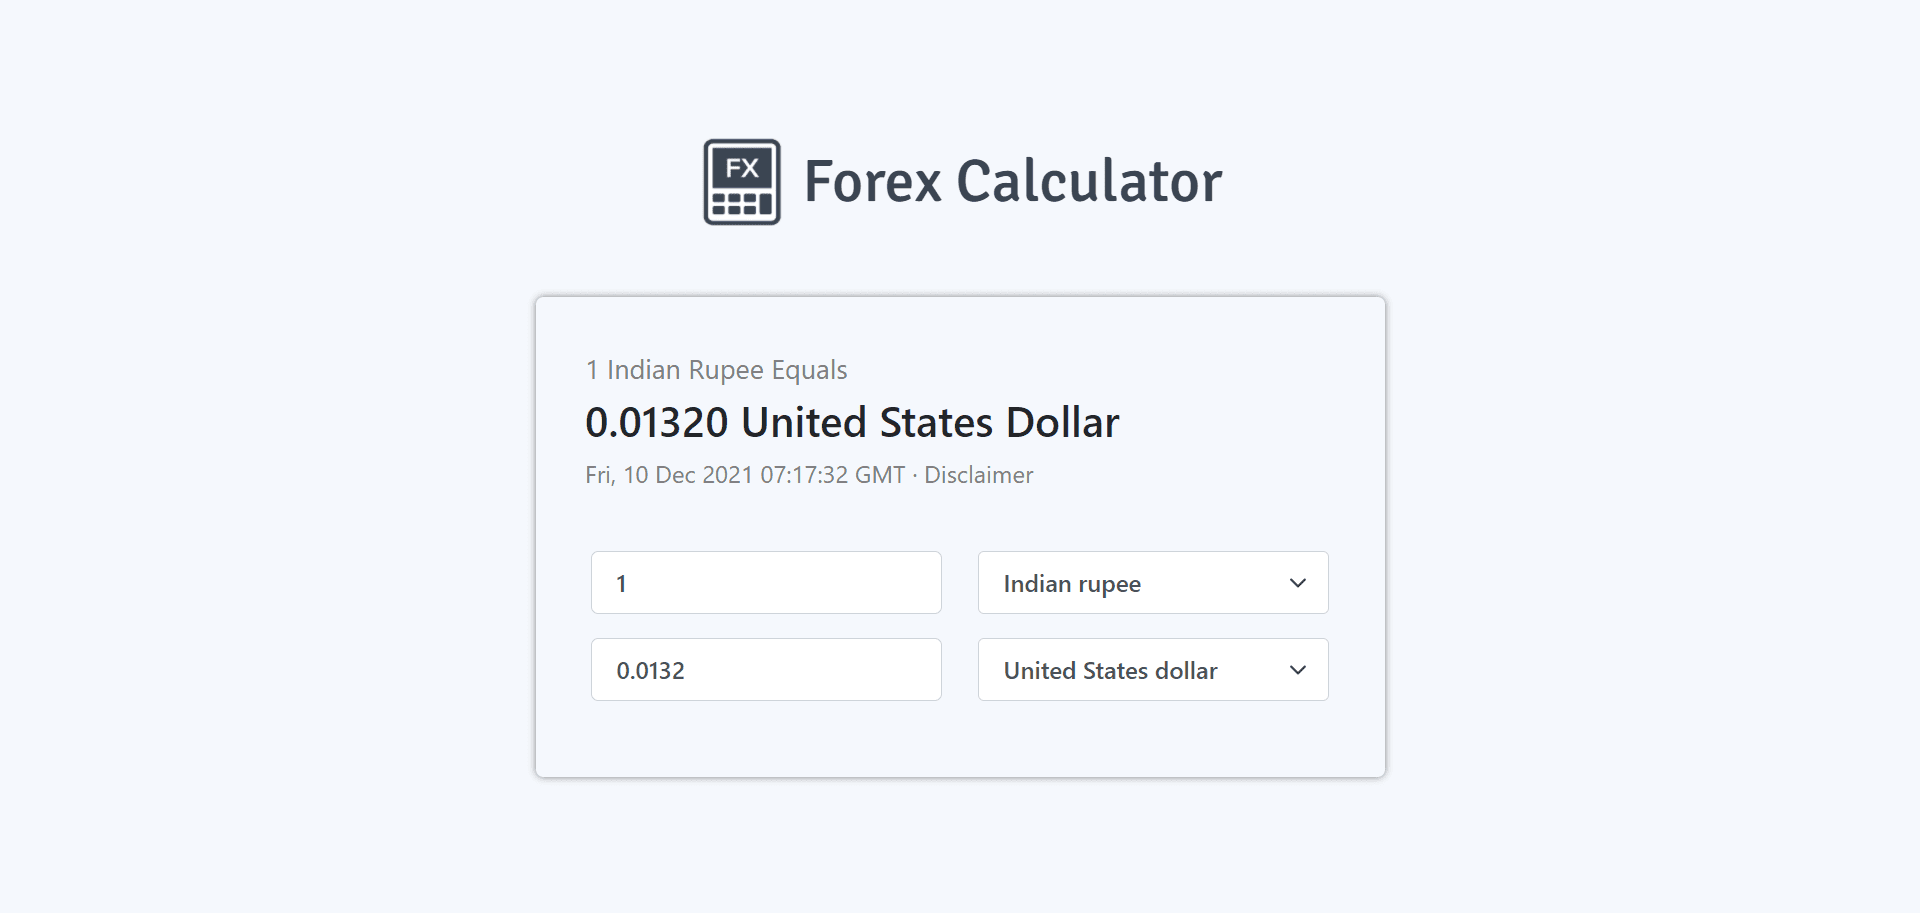 FX
Forex Calculator
1 Indian Rupee Equals
0.01320 United States Dollar
Fri, 10 Dec 2021 07:17:32 GMT · Disclaimer
1
Indian rupee
0.0132
United States dollar